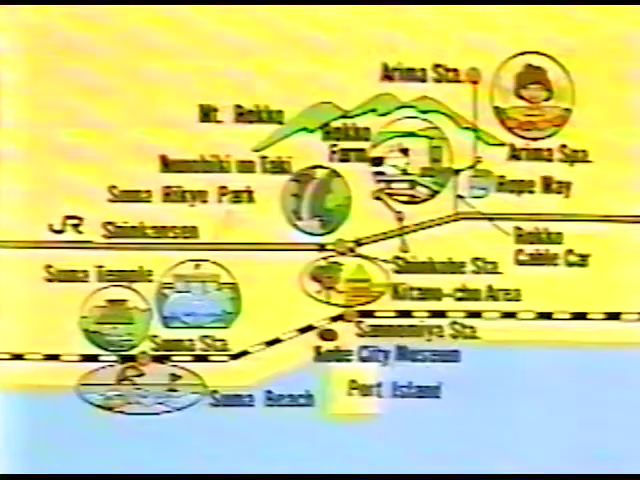 Arima Sta.
Mt. Rokko
Rokko
Farm
Arima Spa.
Nunobiki no Taki
Rope Way
Suma Rikyu Park
JR Shinkansen
Rokko
Cable Car
Shinkobe Sta.
Suma Temple
Kitano-cho Area
Sannomiya Sta.
Suma Sta.
Kobe City Museum
Port Island
Suma Beach